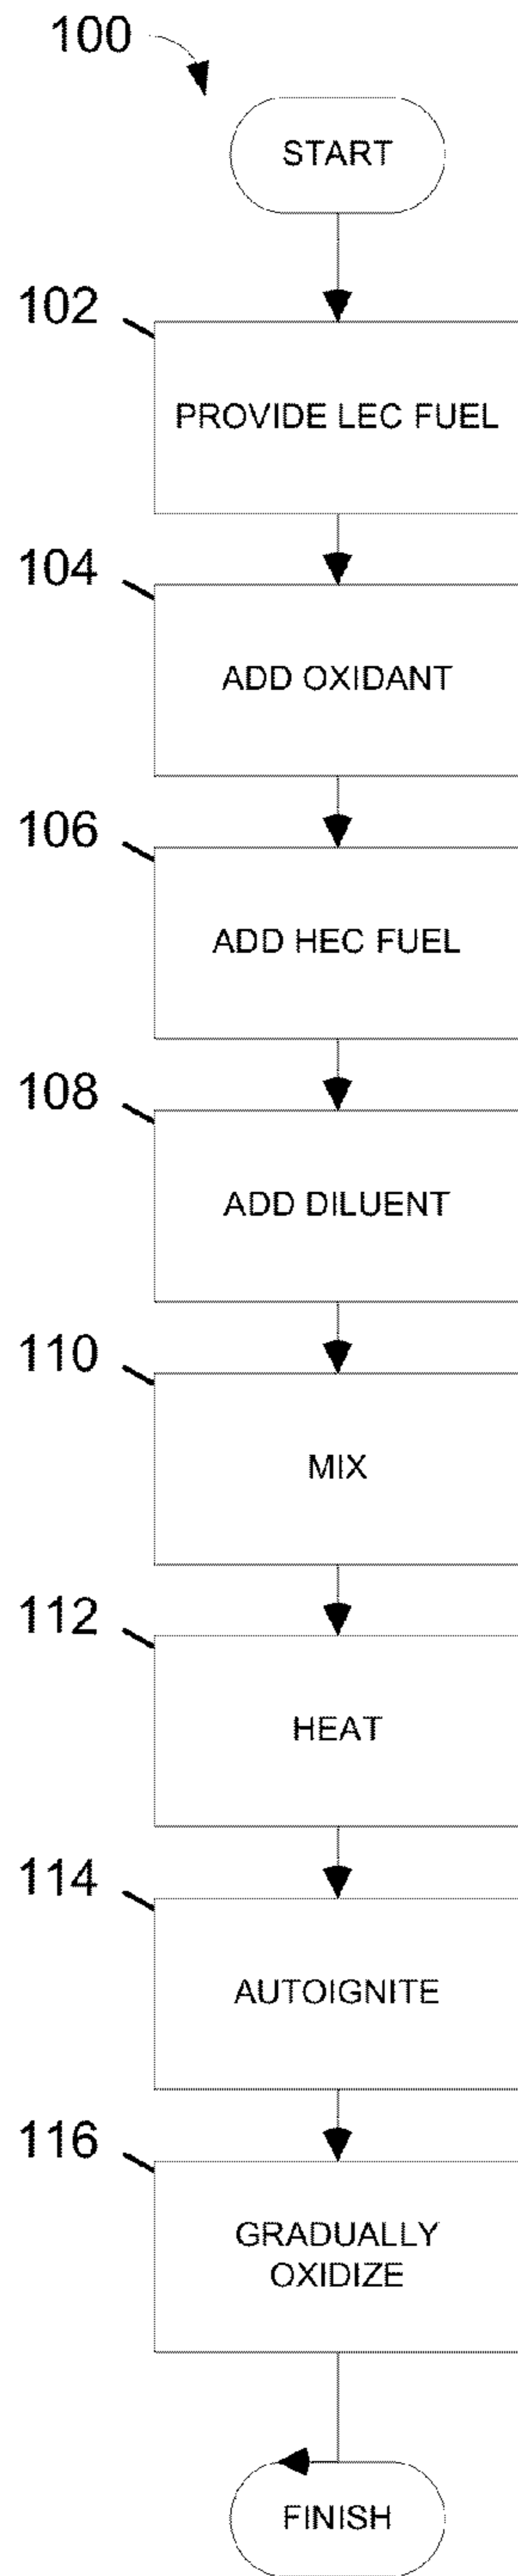 100
START
102
PROVIDE LEC FUEL
104
ADD OXIDANT
106
ADD HEC FUEL
108
ADD DILUENT
110
MIX
112
HEAT
114
AUTOIGNITE
116
GRADUALLY
OXIDIZE
FINISH